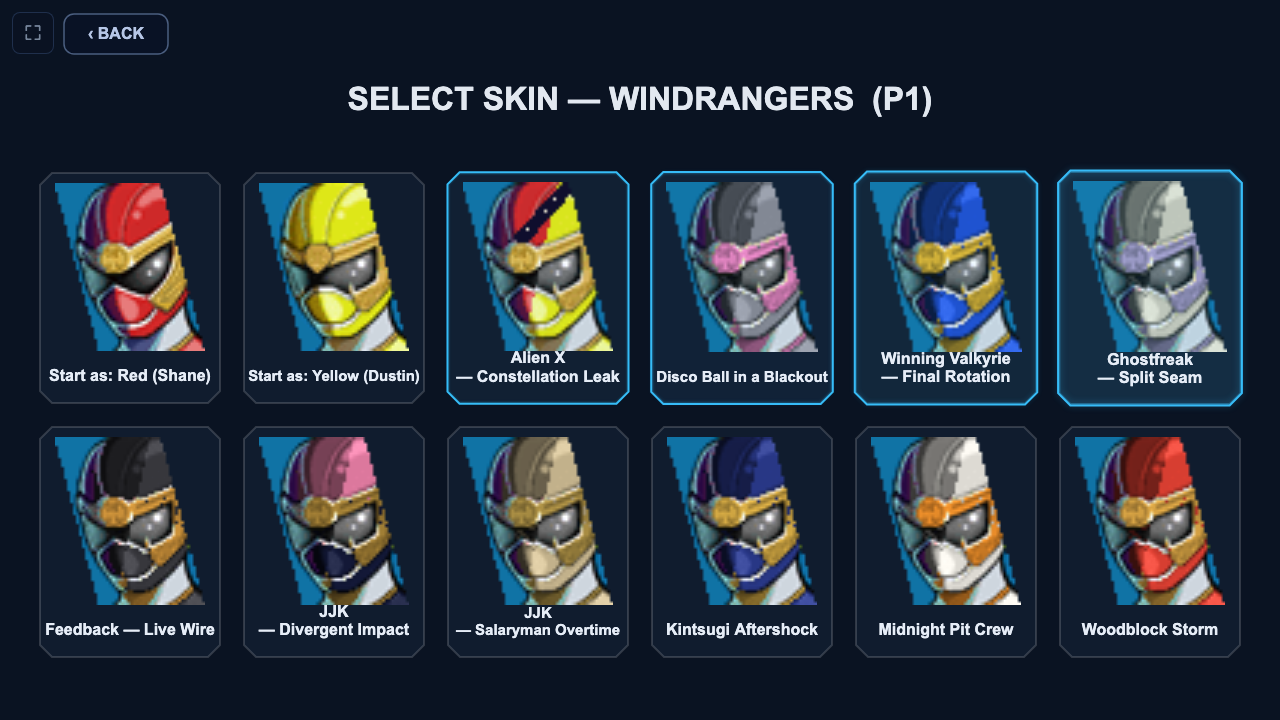 ‹ BACK
SELECT SKIN — WINDRANGERS (P1)
Start as: Red (Shane)
Start as: Yellow (Dustin)
Alien X
— Constellation Leak
Disco Ball in a Blackout
Winning Valkyrie
— Final Rotation
Ghostfreak
— Split Seam
Feedback — Live Wire
JJK
— Divergent Impact
JJK
— Salaryman Overtime
Kintsugi Aftershock
Midnight Pit Crew
Woodblock Storm